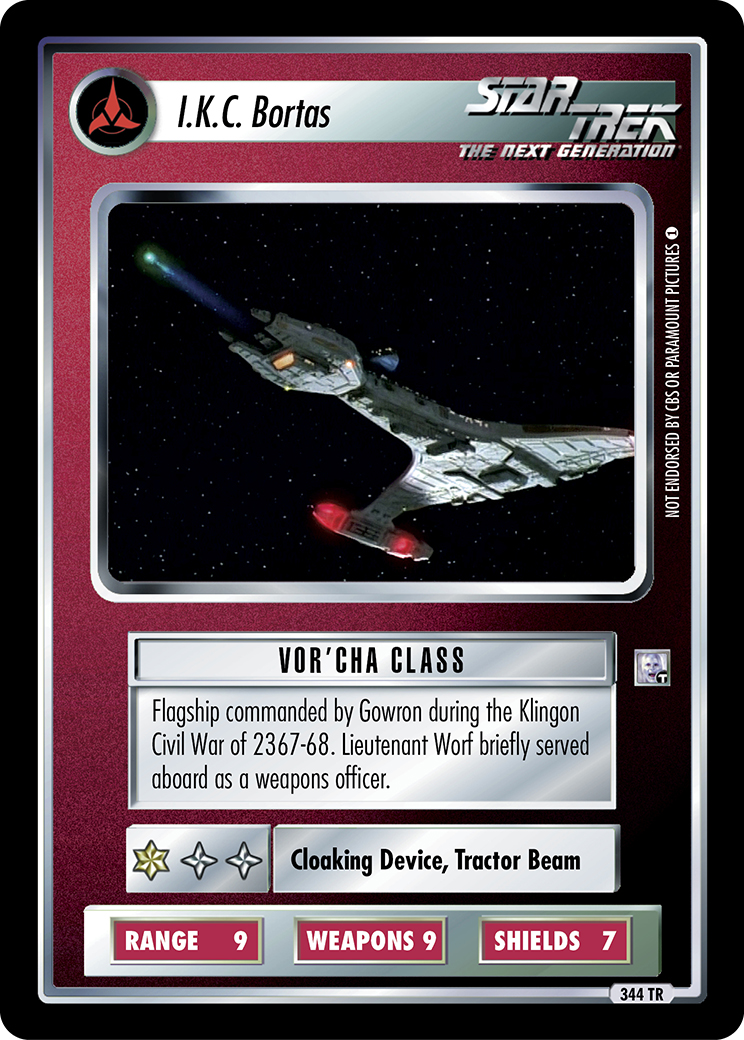 I.K.C. Bortas
STAR TREK
THE NEXT GENERATION
NOT ENDORSED BY CBS OR PARAMOUNT PICTURES 1
VOR'CHA CLASS
Flagship commanded by Gowron during the Klingon
Civil War of 2367-68. Lieutenant Worf briefly served
aboard as a weapons officer.
Cloaking Device, Tractor Beam
RANGE 9 WEAPONS 9 SHIELDS 7
344 TR
T